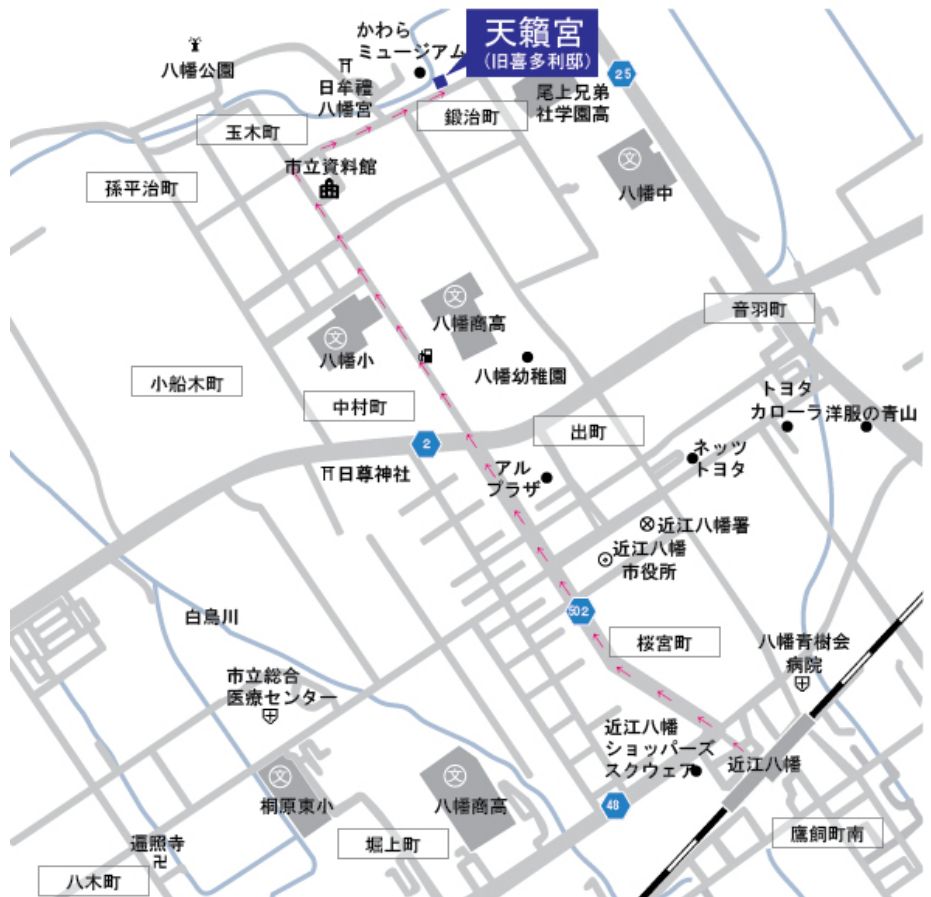 天籟宮
(旧喜多利邸)
かわら
ミュージアム
八幡公園
日牟禮
八幡宮
25
尾上兄弟
社学園高
鍛治町
玉木町
文
八幡中
市立資料館
孫平治町
文
八幡商高
音羽町
文
八幡小
八幡幼稚園
小船木町
中村町
トヨタ
カローラ
洋服の青山
出町
2
ネッツ
トヨタ
日尊神社
アル
プラザ
近江八幡署
近江八幡
市役所
502
白鳥川
桜宮町
八幡青樹会
病院
市立総合
医療センター
近江八幡
ショッパーズ
スクウェア
近江八幡
文
桐原東小
文
八幡商高
48
堀上町
鷹飼町南
遍照寺
卍
八木町